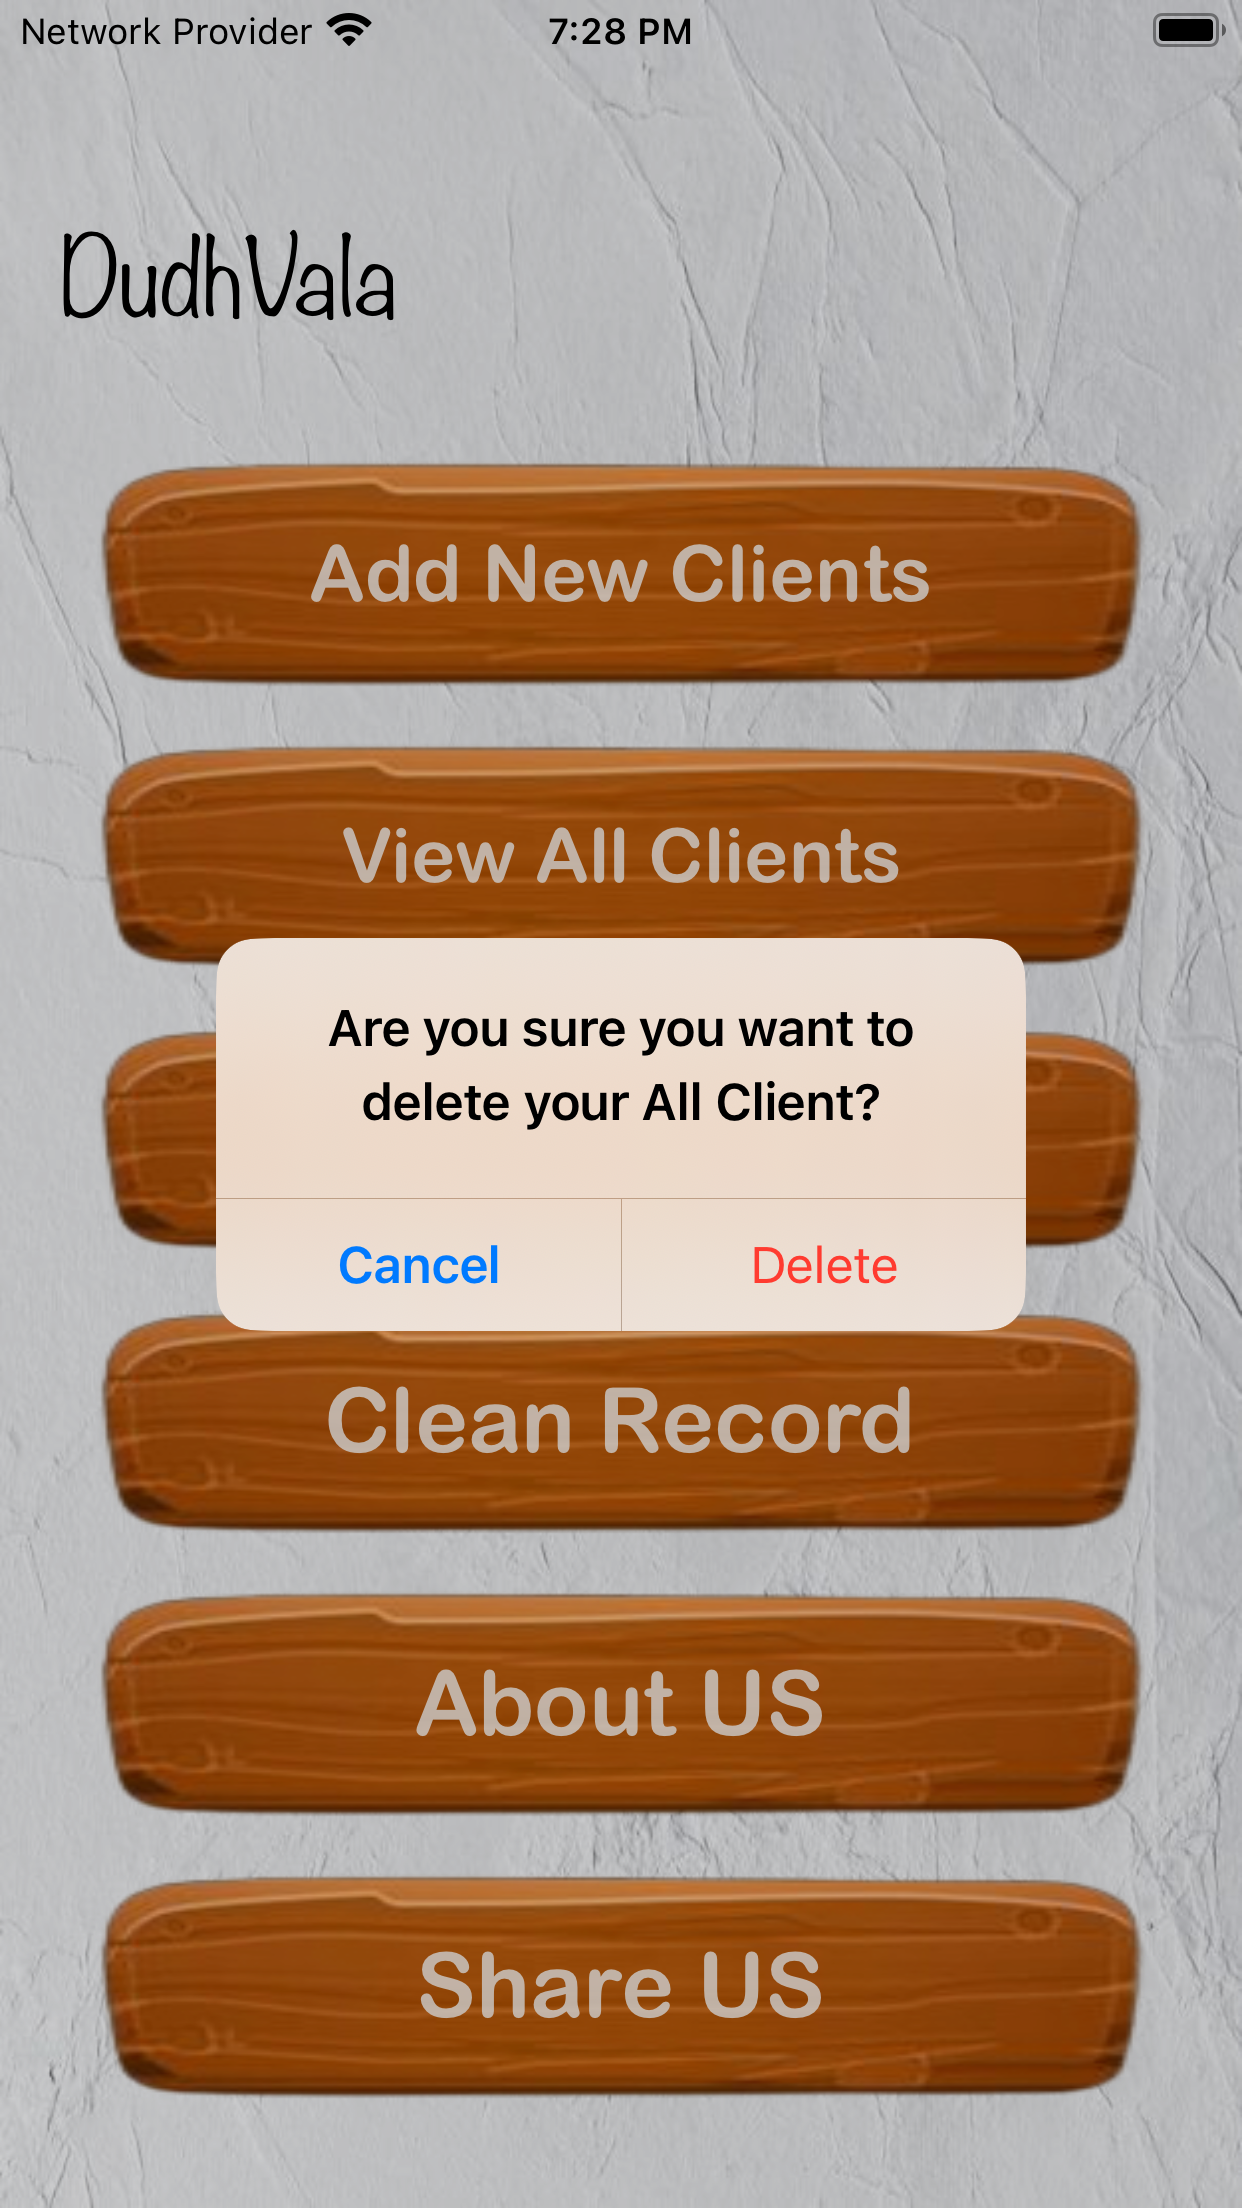 Network Provider 7:28 PM
DudhVala
Add New Clients
View All Clients
Are you sure you want to
delete your All Client?
Cancel Delete
Clean Record
About US
Share US